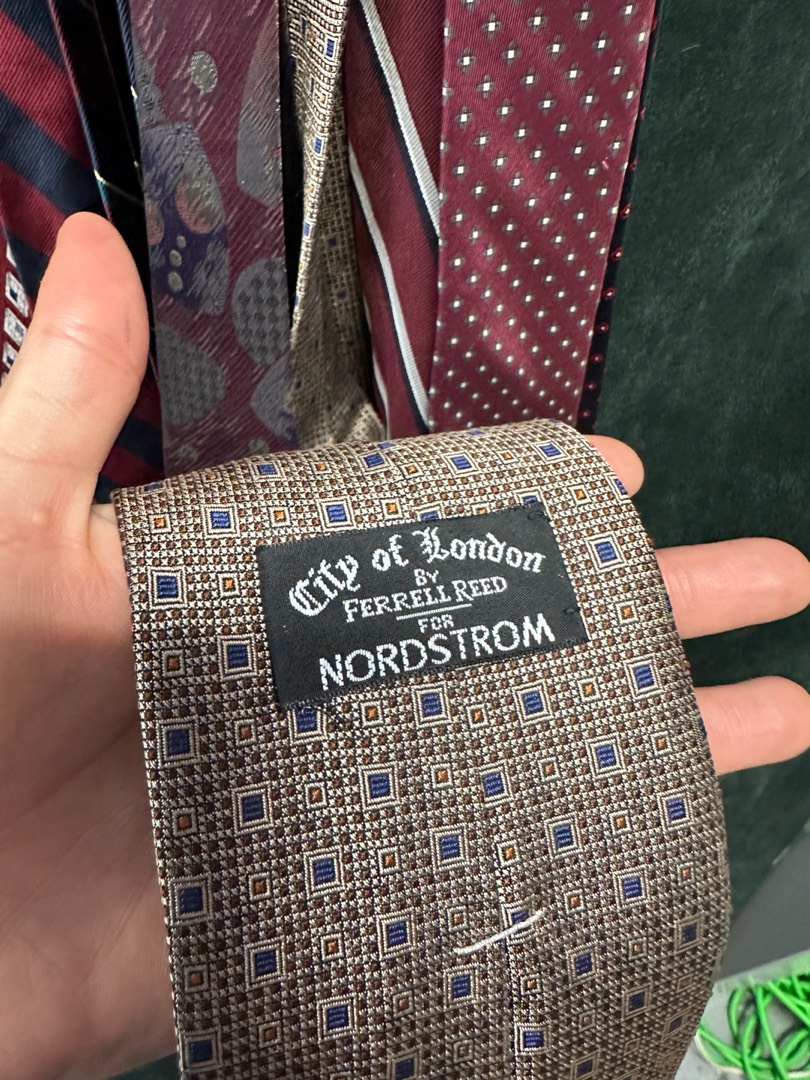 City of London
BY
FERRELL REED
FOR
NORDSTROM